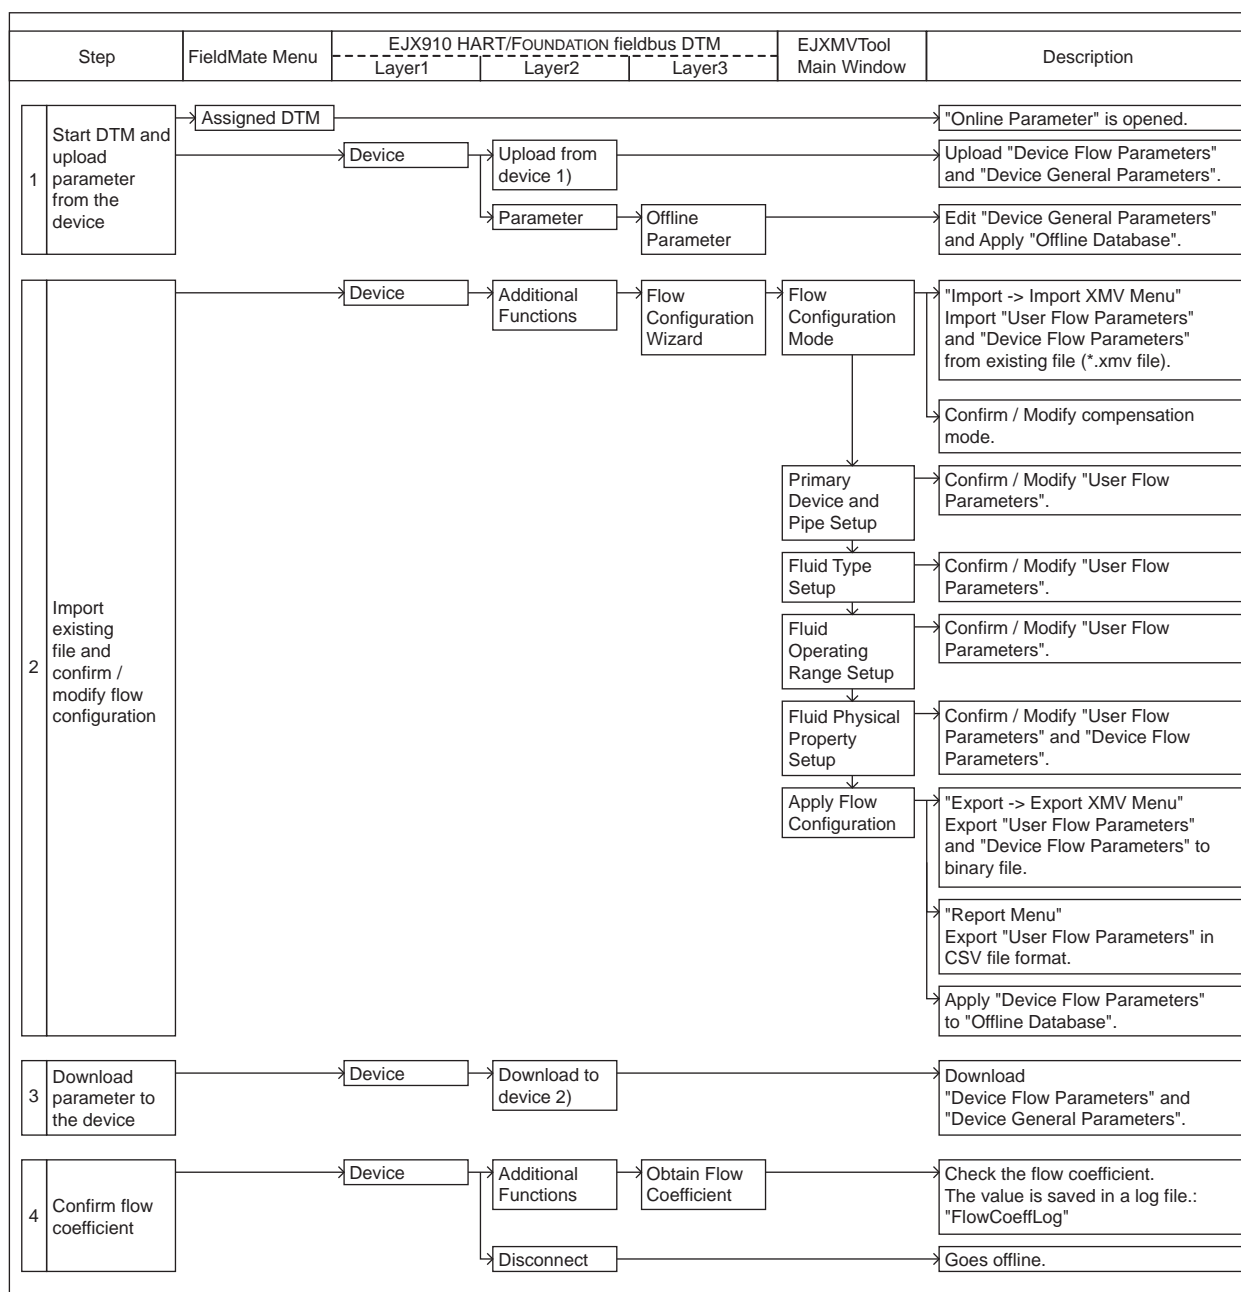 Step
FieldMate Menu
EJX910 HART/FOUNDATION fieldbus DTM
Layer1
Layer2
Layer3
EJXMVTool
Main Window
Description
1
Start DTM and
upload
parameter
from the
device
Assigned DTM
"Online Parameter" is opened.
Device
Upload from
device 1)
Upload "Device Flow Parameters"
and "Device General Parameters".
Parameter
Offline
Parameter
Edit "Device General Parameters"
and Apply "Offline Database".
2
Import
existing
file and
confirm /
modify flow
configuration
Device
Additional
Functions
Flow
Configuration
Wizard
Flow
Configuration
Mode
"Import -> Import XMV Menu"
Import "User Flow Parameters"
and "Device Flow Parameters"
from existing file (*.xmv file).
Confirm / Modify compensation
mode.
Primary
Device and
Pipe Setup
Confirm / Modify "User Flow
Parameters".
Fluid Type
Setup
Confirm / Modify "User Flow
Parameters".
Fluid
Operating
Range Setup
Confirm / Modify "User Flow
Parameters".
Fluid Physical
Property
Setup
Confirm / Modify "User Flow
Parameters" and "Device Flow
Parameters".
Apply Flow
Configuration
"Export -> Export XMV Menu"
Export "User Flow Parameters"
and "Device Flow Parameters" to
binary file.
"Report Menu"
Export "User Flow Parameters" in
CSV file format.
Apply "Device Flow Parameters"
to "Offline Database".
3
Download
parameter to
the device
Device
Download to
device 2)
Download
"Device Flow Parameters" and
"Device General Parameters".
4
Confirm flow
coefficient
Device
Additional
Functions
Obtain Flow
Coefficient
Check the flow coefficient.
The value is saved in a log file.:
"FlowCoeffLog"
Disconnect
Goes offline.